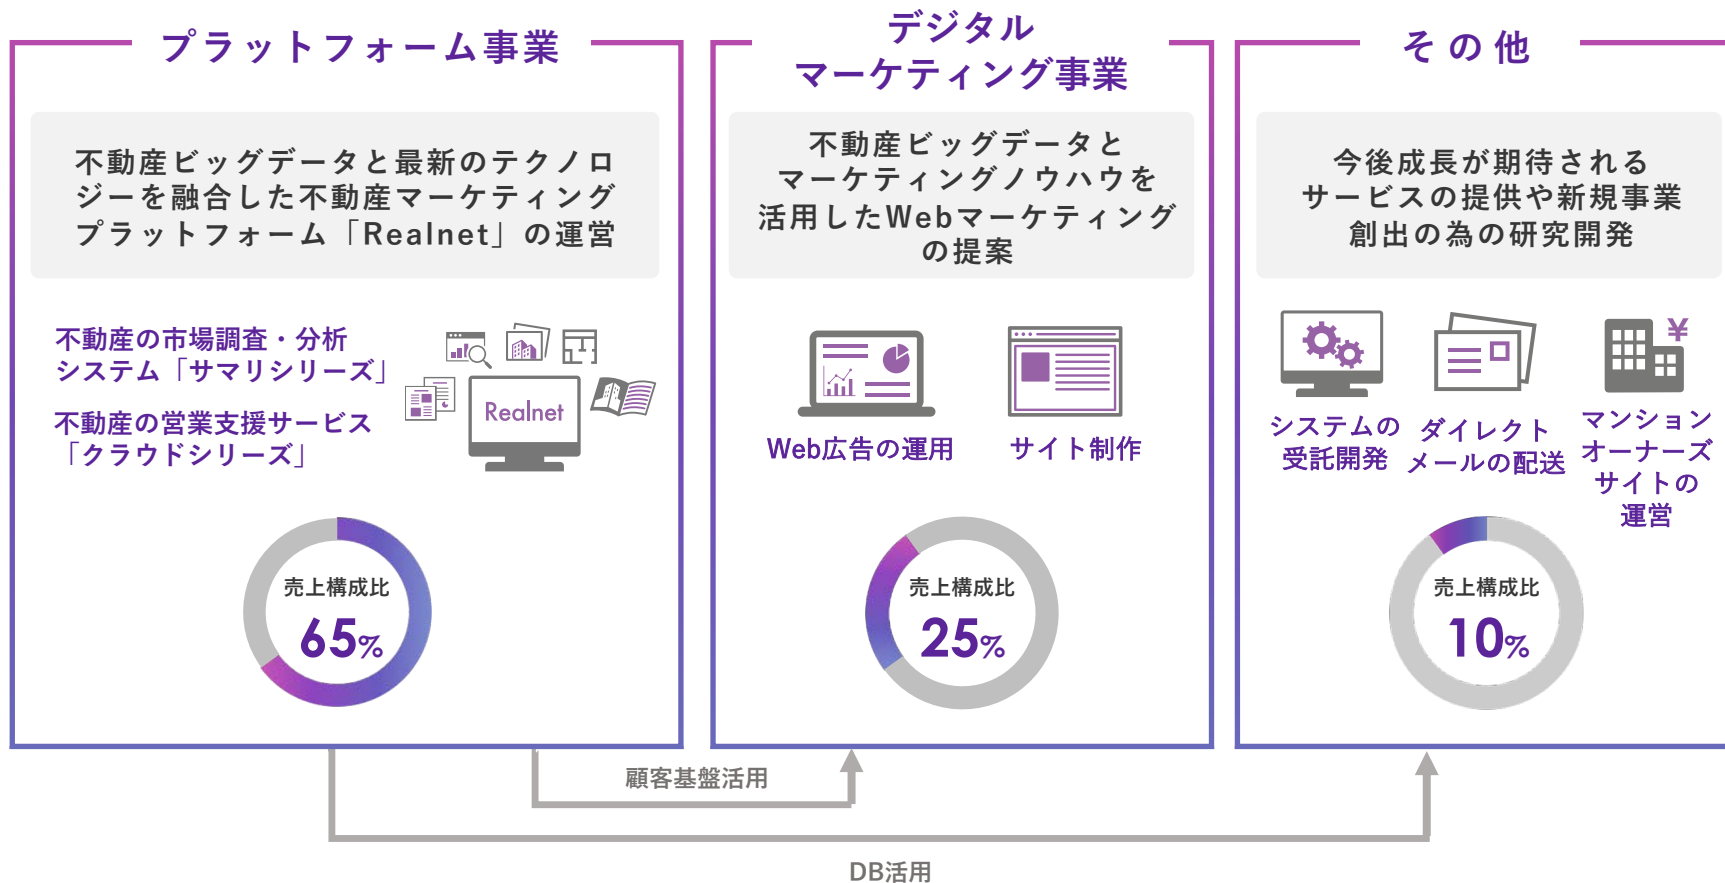 プラットフォーム事業
不動産ビッグデータと最新のテクノロ
ジーを融合した不動産マーケティング
プラットフォーム「Realnet」の運営
不動産の市場調査・分析
システム「サマリシリーズ」
不動産の営業支援サービス
「クラウドシリーズ」
Realnet
売上構成比
65%
デジタル
マーケティング事業
不動産ビッグデータと
マーケティングノウハウを
活用したWebマーケティング
の提案
Web広告の運用
サイト制作
売上構成比
25%
その他
今後成長が期待される
サービスの提供や新規事業
創出の為の研究開発
¥
システムの
受託開発
ダイレクト
メールの配送
マンション
オーナーズ
サイトの
運営
売上構成比
10%
顧客基盤活用
DB活用